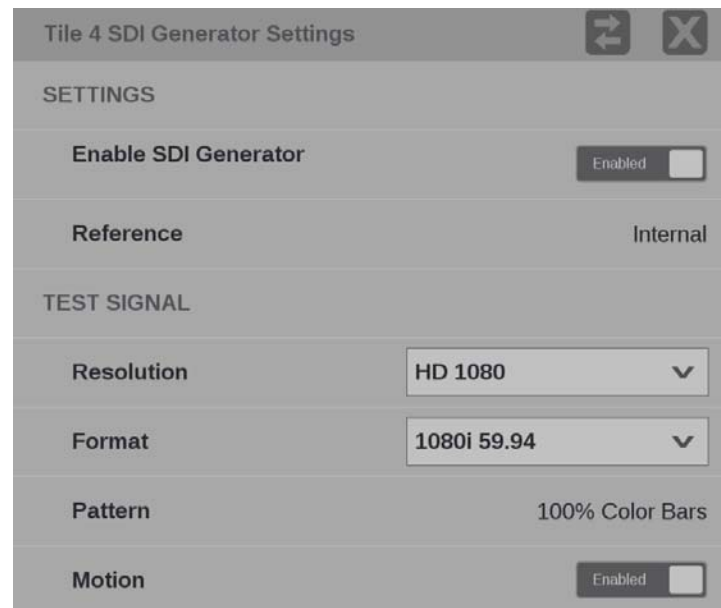 Tile 4 SDI Generator Settings
SETTINGS
Enable SDI Generator Enabled
Reference Internal
TEST SIGNAL
Resolution HD 1080
Format 1080i 59.94
Pattern 100% Color Bars
Motion Enabled